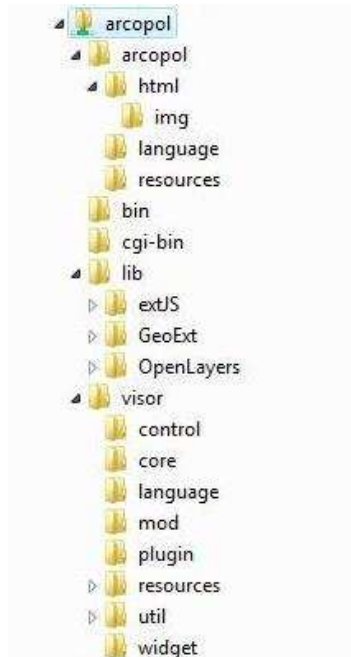 arcopol
arcopol
html
img
language
resources
bin
cgi-bin
lib
extJS
GeoExt
OpenLayers
visor
control
core
language
mod
plugin
resources
util
widget